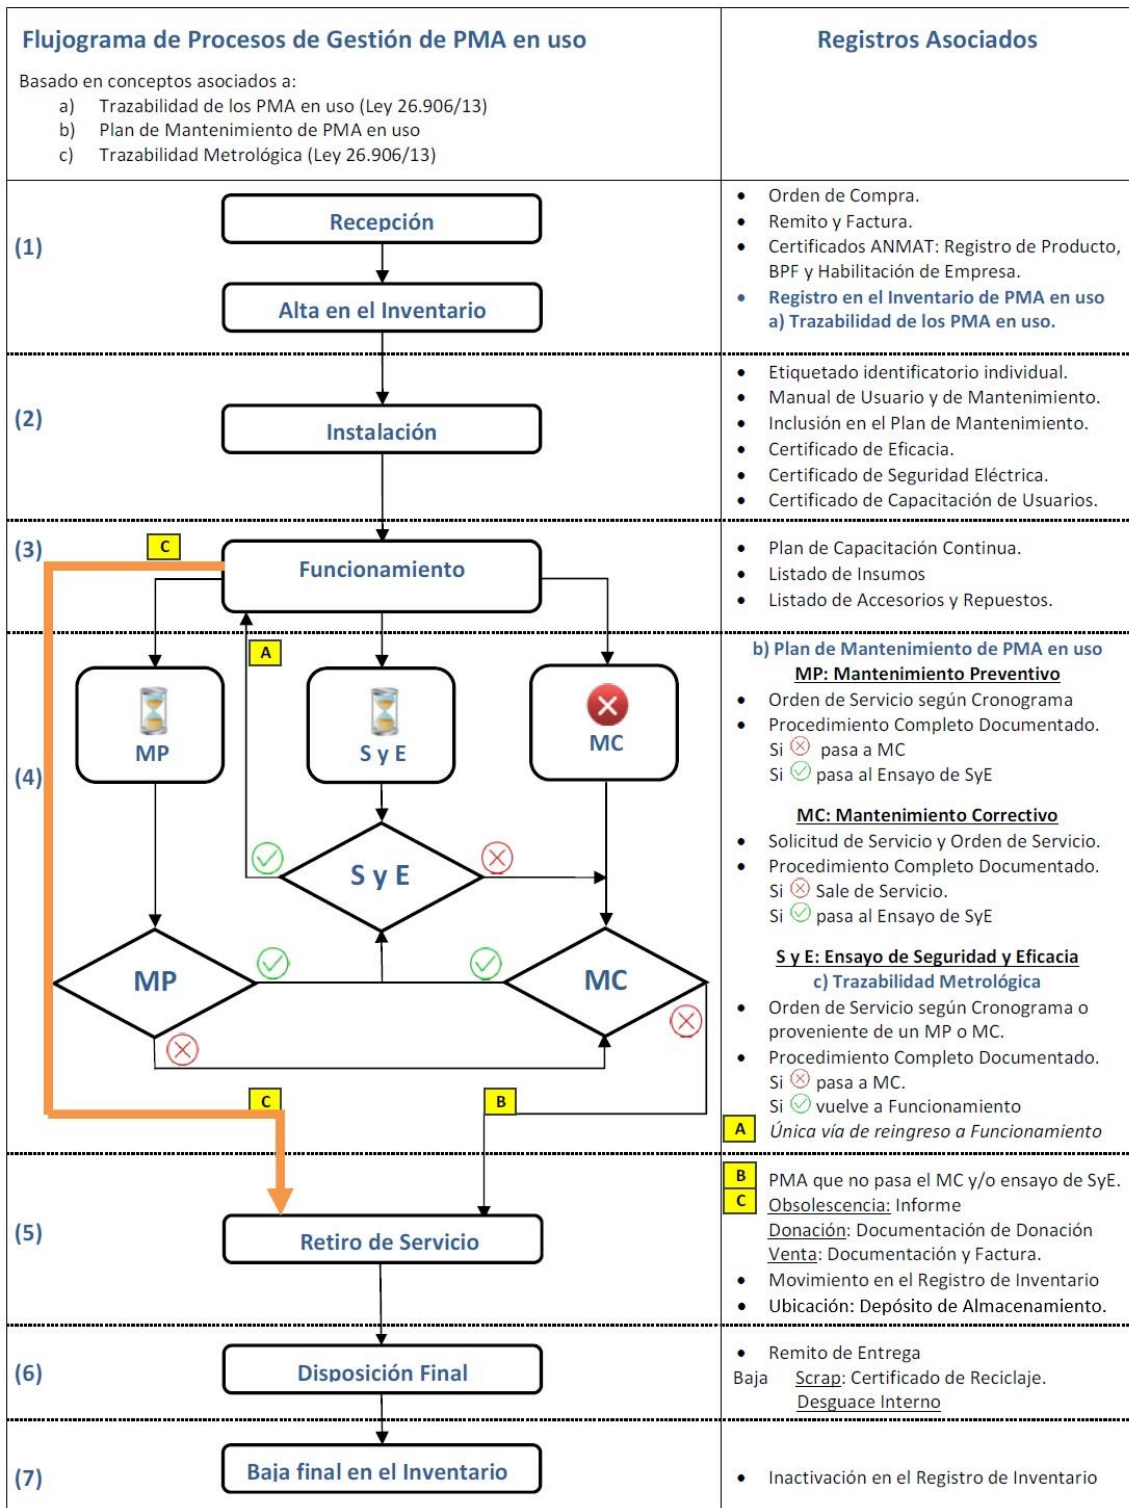 Flujograma de Procesos de Gestión de PMA en uso
Registros Asociados
Basado en conceptos asociados a:
a) Trazabilidad de los PMA en uso (Ley 26.906/13)
b) Plan de Mantenimiento de PMA en uso
c) Trazabilidad Metrológica (Ley 26.906/13)
(1)
Recepción
Alta en el Inventario
• Orden de Compra.
• Remito y Factura.
• Certificados ANMAT: Registro de Producto,
BPF y Habilitación de Empresa.
• Registro en el Inventario de PMA en uso
a) Trazabilidad de los PMA en uso.
(2)
Instalación
• Etiquetado identificatorio individual.
• Manual de Usuario y de Mantenimiento.
• Inclusión en el Plan de Mantenimiento.
• Certificado de Eficacia.
• Certificado de Seguridad Eléctrica.
• Certificado de Capacitación de Usuarios.
(3)
C
Funcionamiento
• Plan de Capacitación Continua.
• Listado de Insumos
• Listado de Accesorios y Repuestos.
A
(4)
MP
S y E
MC
S y E
MP
MC
C
B
b) Plan de Mantenimiento de PMA en uso
MP: Mantenimiento Preventivo
• Orden de Servicio según Cronograma
• Procedimiento Completo Documentado.
Si pasa a MC
Si pasa al Ensayo de SyE
MC: Mantenimiento Correctivo
• Solicitud de Servicio y Orden de Servicio.
• Procedimiento Completo Documentado.
Si Sale de Servicio.
Si pasa al Ensayo de SyE
S y E: Ensayo de Seguridad y Eficacia
c) Trazabilidad Metrológica
• Orden de Servicio según Cronograma o
proveniente de un MP o MC.
• Procedimiento Completo Documentado.
Si pasa a MC.
Si vuelve a Funcionamiento
A Única vía de reingreso a Funcionamiento
(5)
Retiro de Servicio
B PMA que no pasa el MC y/o ensayo de SyE.
C Obsolescencia: Informe
Donación: Documentación de Donación
Venta: Documentación y Factura.
• Movimiento en el Registro de Inventario
• Ubicación: Depósito de Almacenamiento.
(6)
Disposición Final
• Remito de Entrega
Baja Scrap: Certificado de Reciclaje.
Desguace Interno
(7)
Baja final en el Inventario
• Inactivación en el Registro de Inventario